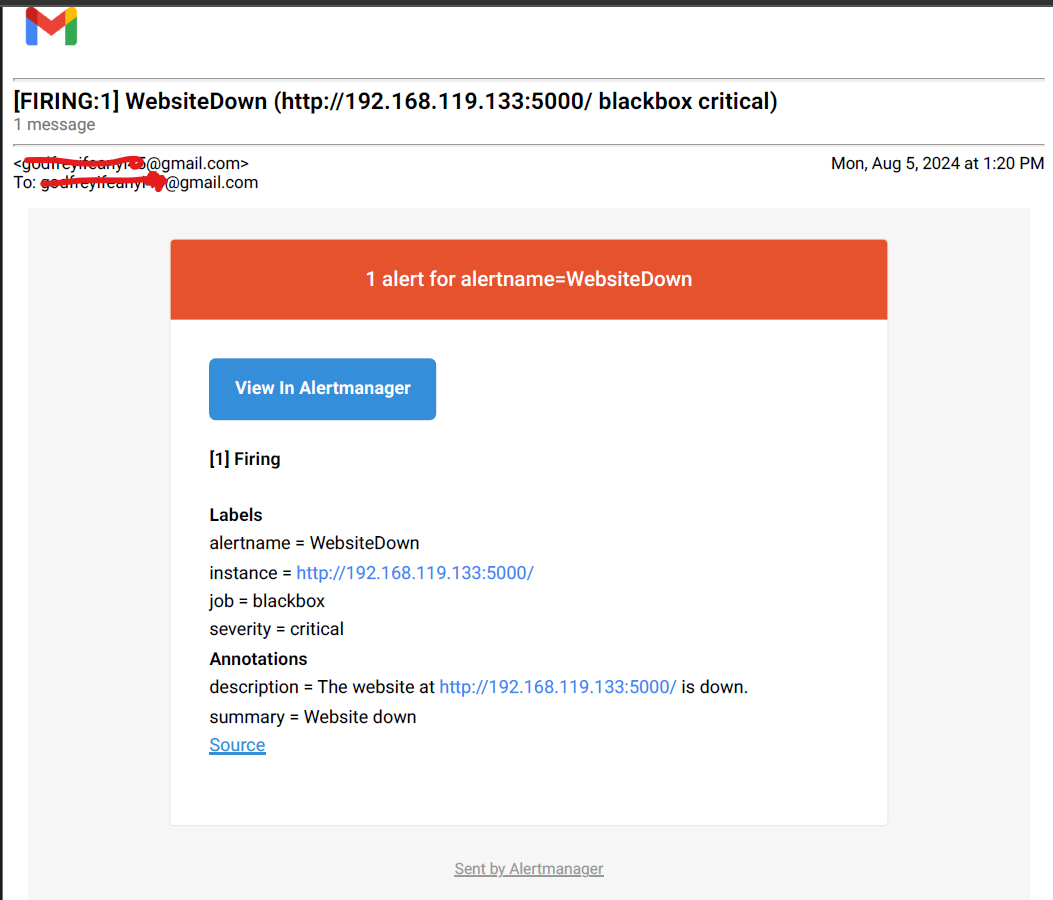 [FIRING:1] WebsiteDown (http://192.168.119.133:5000/ blackbox critical)
1 message
@gmail.com>
Mon, Aug 5, 2024 at 1:20 PM
To: @gmail.com
1 alert for alertname=WebsiteDown
View In Alertmanager
[1] Firing
Labels
alertname = WebsiteDown
instance = http://192.168.119.133:5000/
job = blackbox
severity = critical
Annotations
description = The website at http://192.168.119.133:5000/ is down.
summary = Website down
Source
Sent by Alertmanager